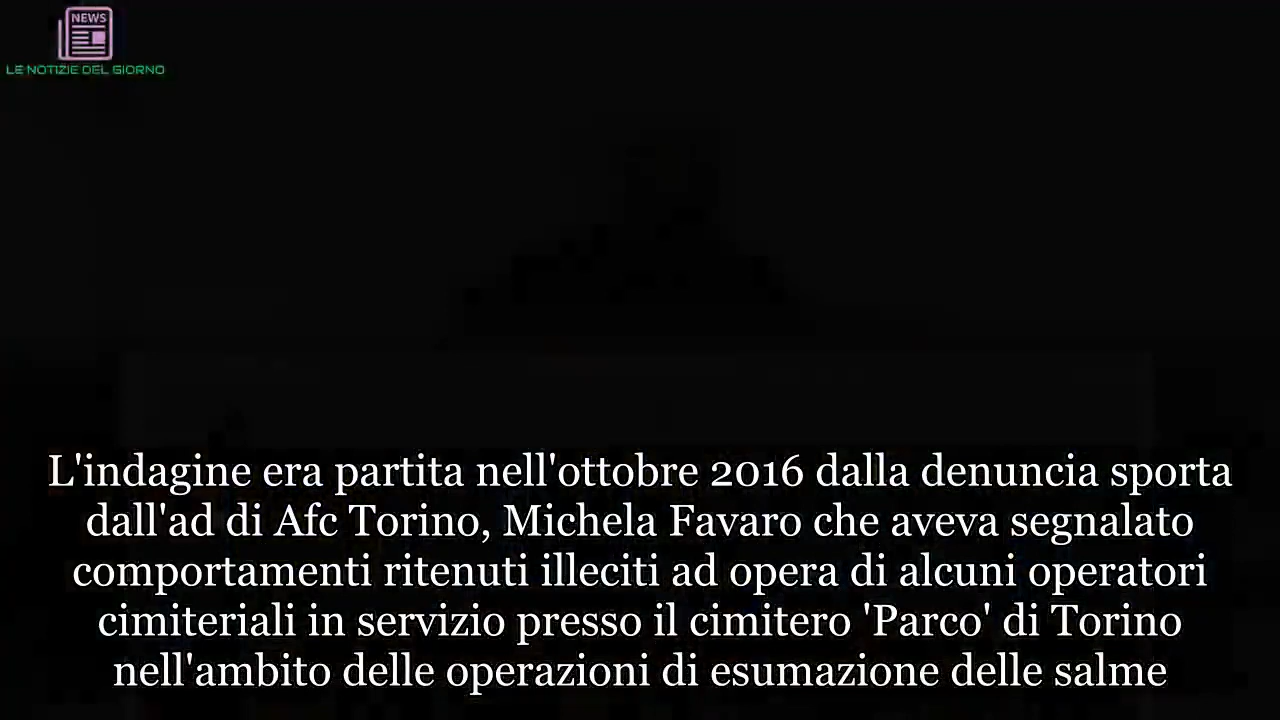 NEWS
LE NOTIZIE DEL GIORNO
L'indagine era partita nell'ottobre 2016 dalla denuncia sporta
dall'ad di Afc Torino, Michela Favaro che aveva segnalato
comportamenti ritenuti illeciti ad opera di alcuni operatori
cimiteriali in servizio presso il cimitero 'Parco' di Torino
nell'ambito delle operazioni di esumazione delle salme